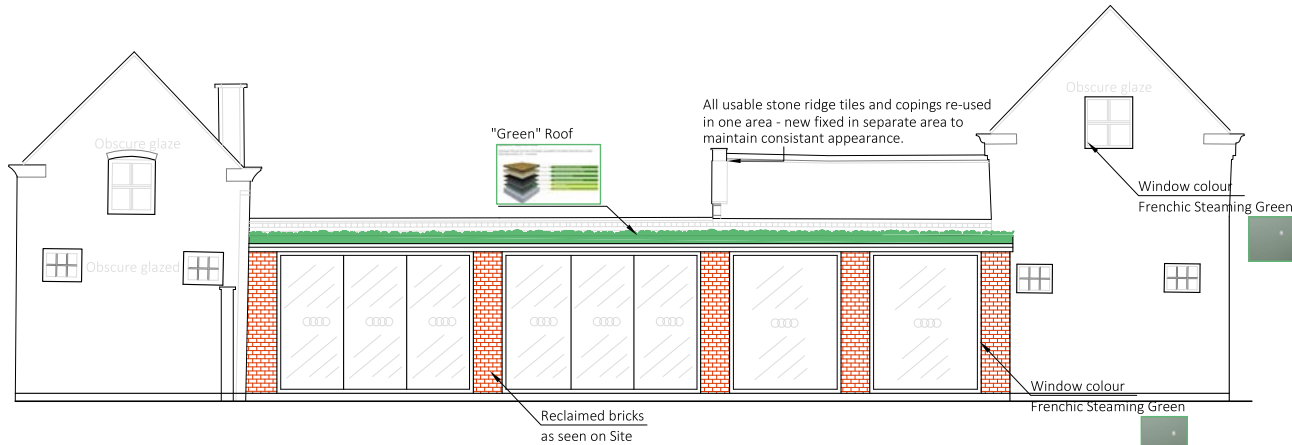 Obscure glaze
All usable stone ridge tiles and copings re-used
in one area - new fixed in separate area to
maintain consistant appearance.
"Green" Roof
Obscure glaze
Window colour
Frenchic Steaming Green
Obscure glazed
Window colour
Frenchic Steaming Green
Reclaimed bricks
as seen on Site